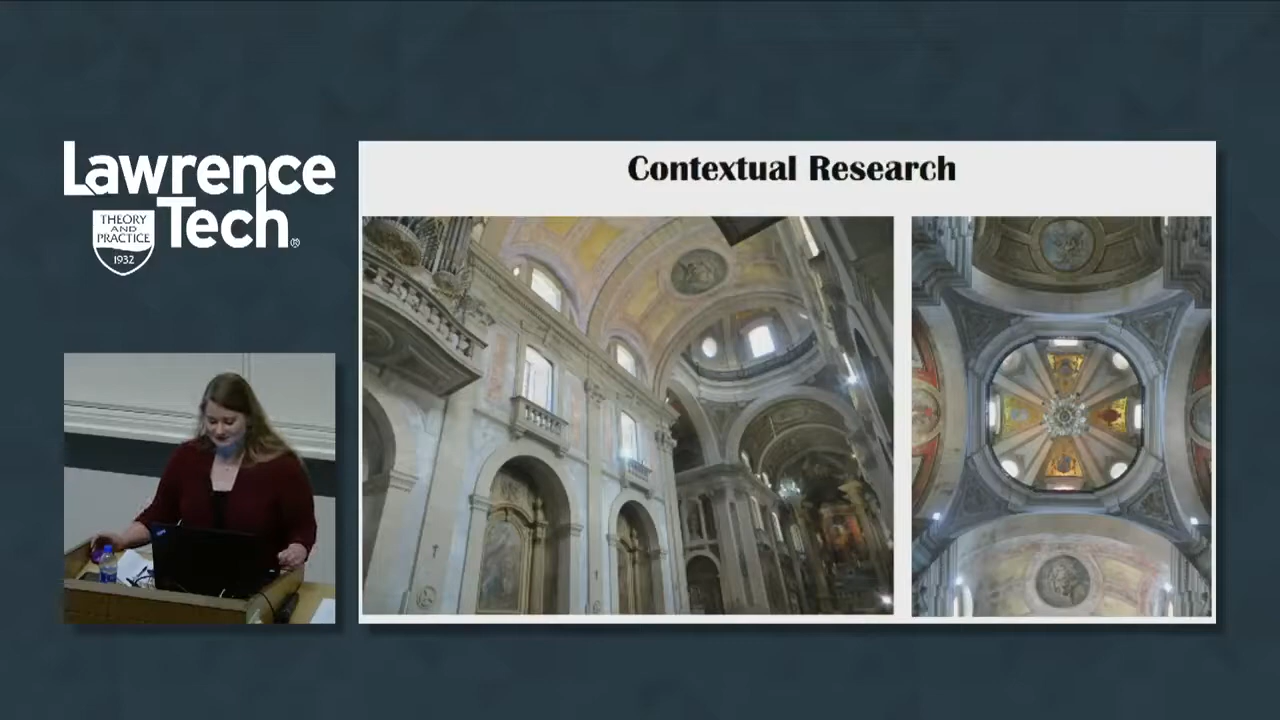 Lawrence
Tech®
THEORY
AND
PRACTICE
1932
Contextual Research